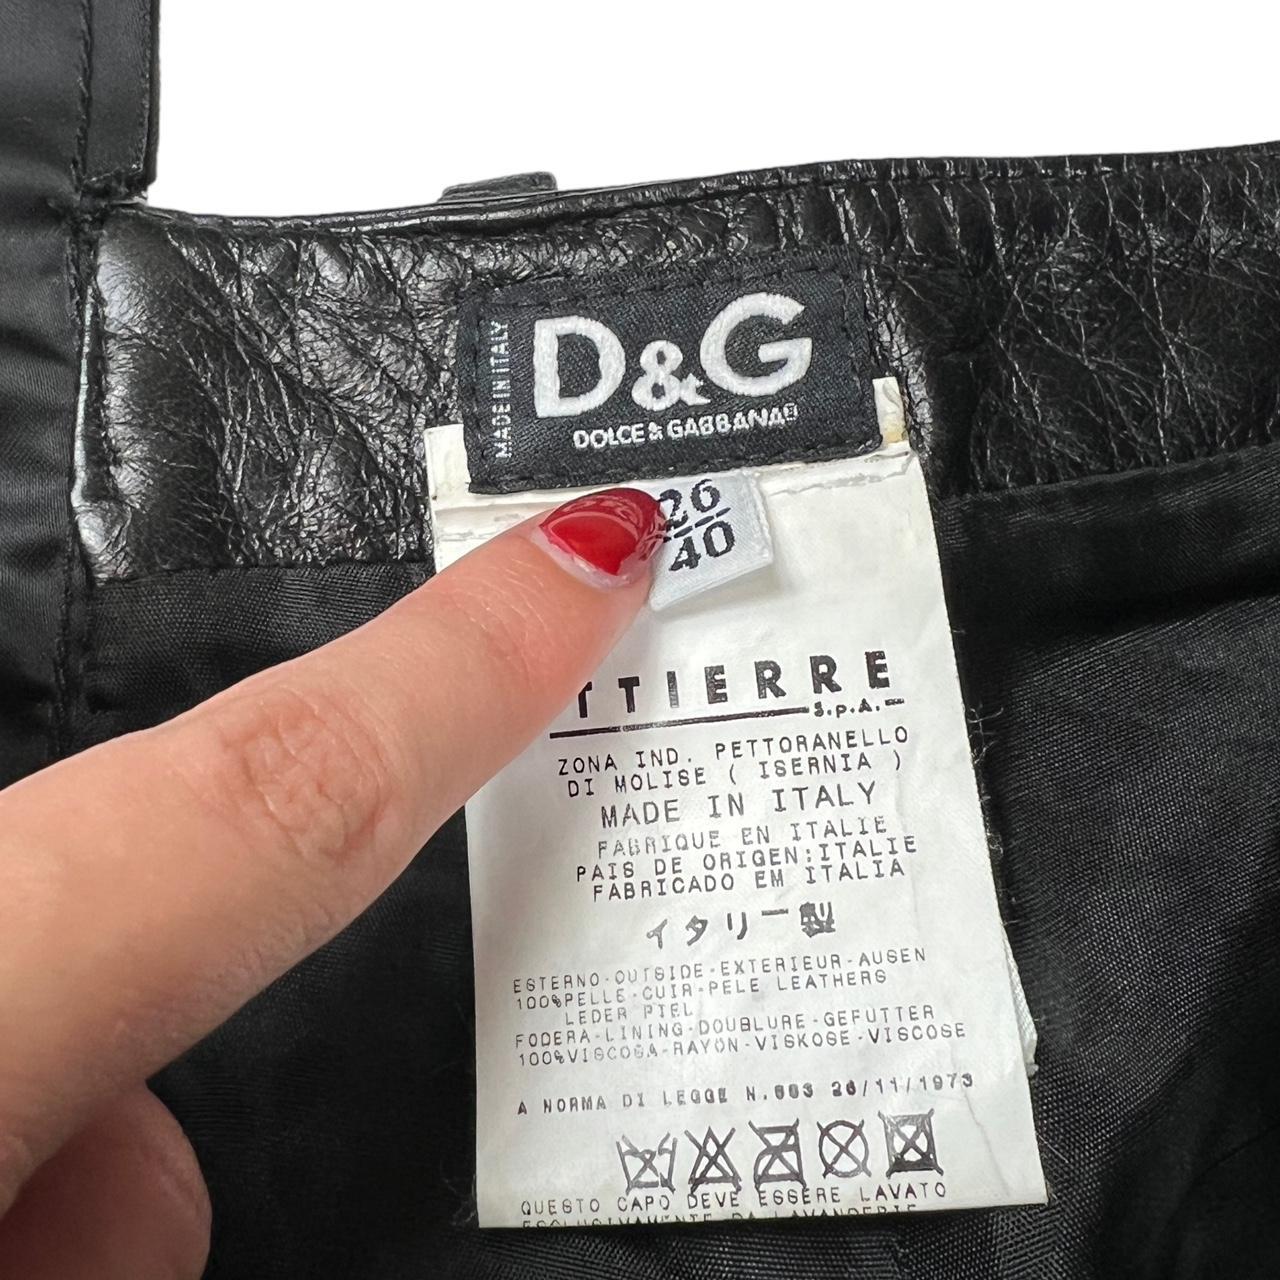 MADE IN ITALY
D&G
DOLCE & GABBANA
26
40
TTIERRE
S.p.A.
ZONA IND. PETTORANELLO
DI MOLISE ( ISERNIA )
MADE IN ITALY
FABRIQUE EN ITALIE
PAIS DE ORIGEN:ITALIE
FABRICADO EM ITALIA
イタリー製
ESTERNO-OUTSIDE-EXTERIEUR-AUSEN
100%PELLE-CUIR-PELE LEATHERS
LEDER PIEL
FODERA-LINING-DOUBLURE-GEFUTTER
100%VISCOSA-RAYON-VISKOSE-VISCOSE
A NORMA DI LEGGE N.883 26/11/1973
QUESTO CAPO DEVE ESSERE LAVATO
ESCLUSIVAMENTE DA LAVANDERIE